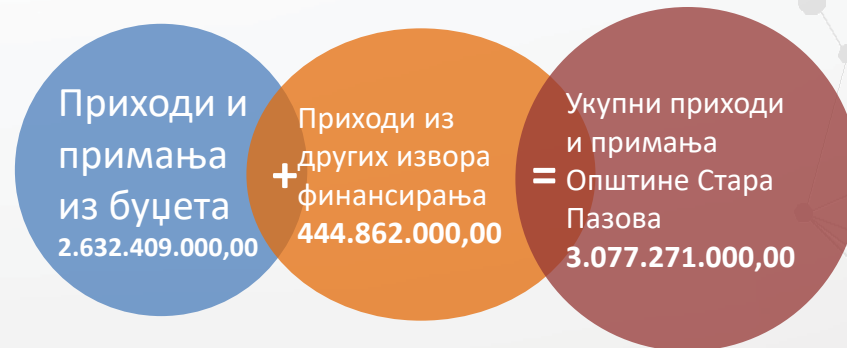 Приходи и
примања
из буџета
2.632.409.000,00
+
Приходи из
других извора
финансирања
444.862.000,00
=
Укупни приходи
и примања
Општине Стара
Пазова
3.077.271.000,00